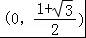 (0, (1+√3)/2)